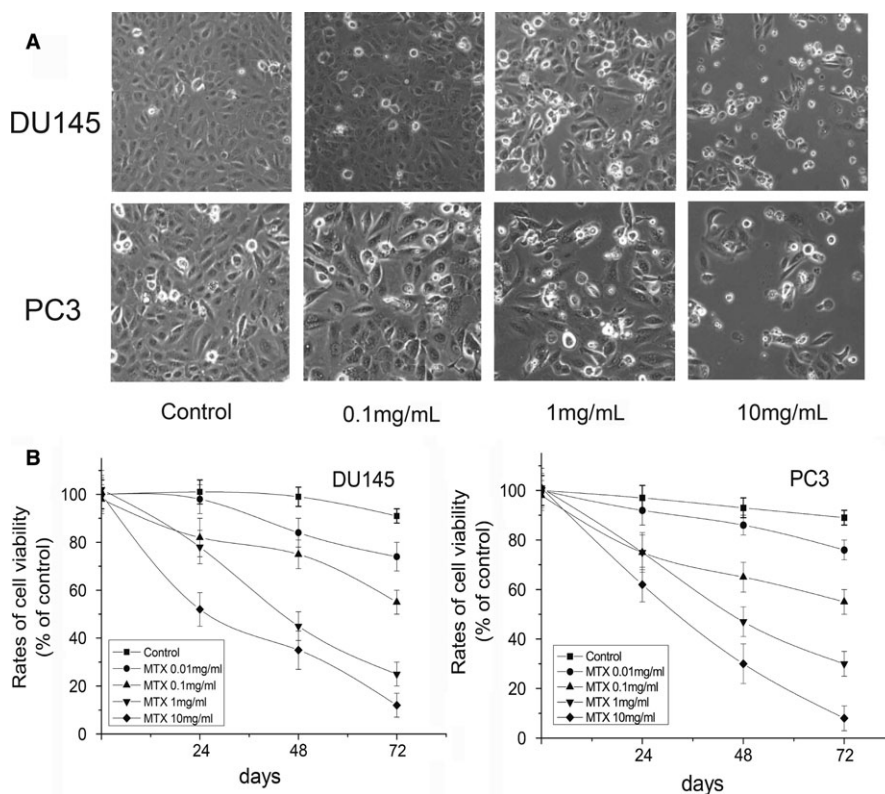 A
DU145
PC3
Control
0.1mg/mL
1mg/mL
10mg/mL
B
DU145
Rates of cell viability
(% of control)
100
80
60
40
20
0
Control
MTX 0.01mg/ml
MTX 0.1mg/ml
MTX 1mg/ml
MTX 10mg/ml
24
48
72
days
PC3
Rates of cell viability
(% of control)
100
80
60
40
20
0
Control
MTX 0.01mg/ml
MTX 0.1mg/ml
MTX 1mg/ml
MTX 10mg/ml
24
48
72
days